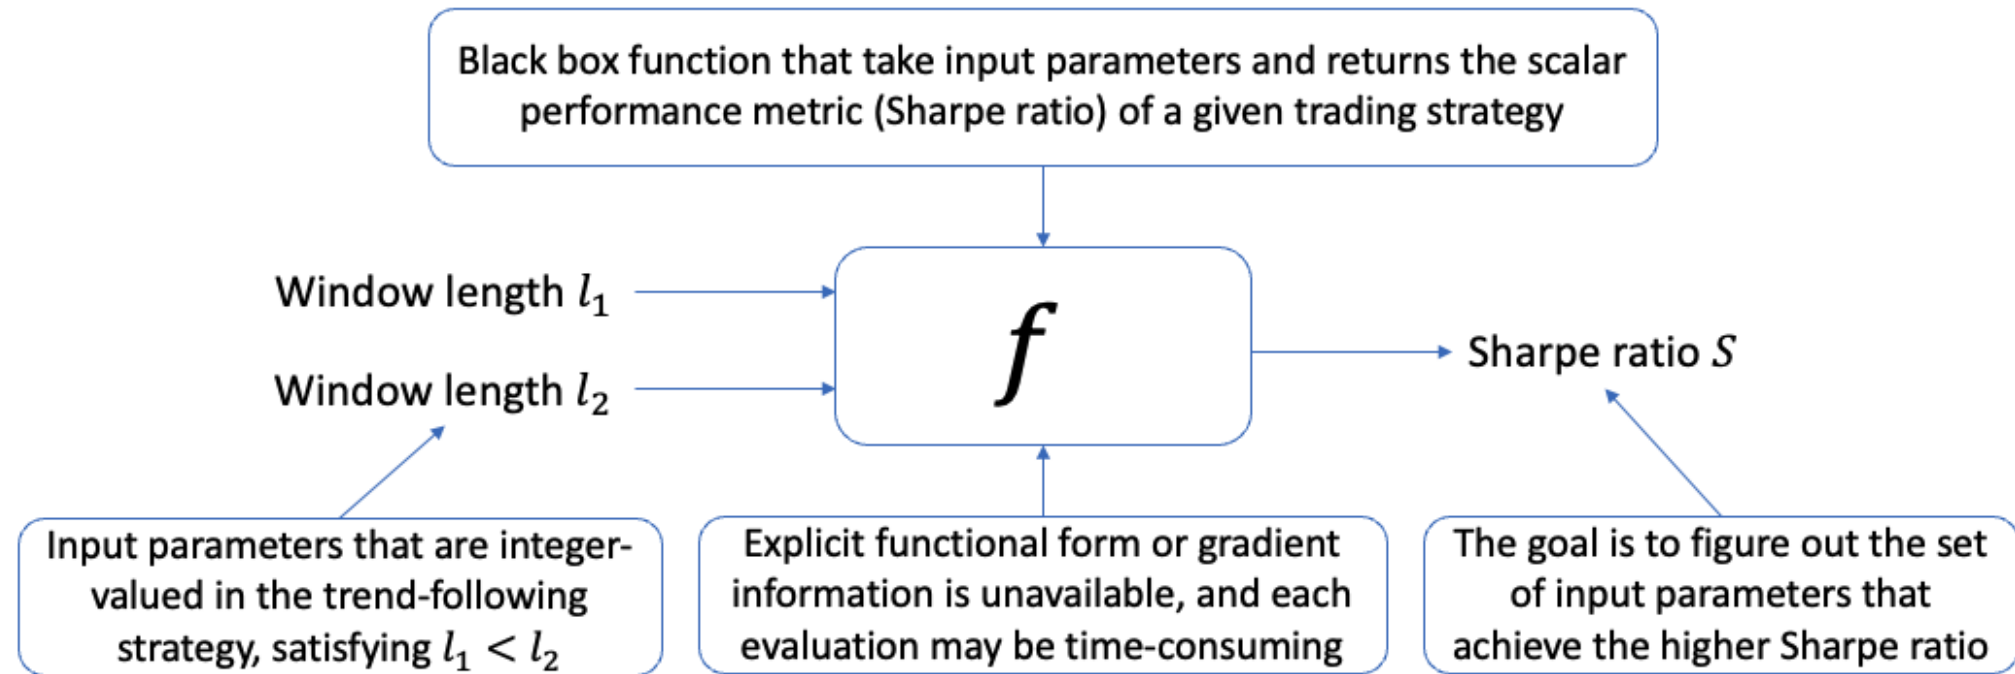 Black box function that take input parameters and returns the scalar
performance metric (Sharpe ratio) of a given trading strategy
Window length l₁
Window length l₂
f
Sharpe ratio S
Input parameters that are integer-
valued in the trend-following
strategy, satisfying l₁ < l₂
Explicit functional form or gradient
information is unavailable, and each
evaluation may be time-consuming
The goal is to figure out the set
of input parameters that
achieve the higher Sharpe ratio